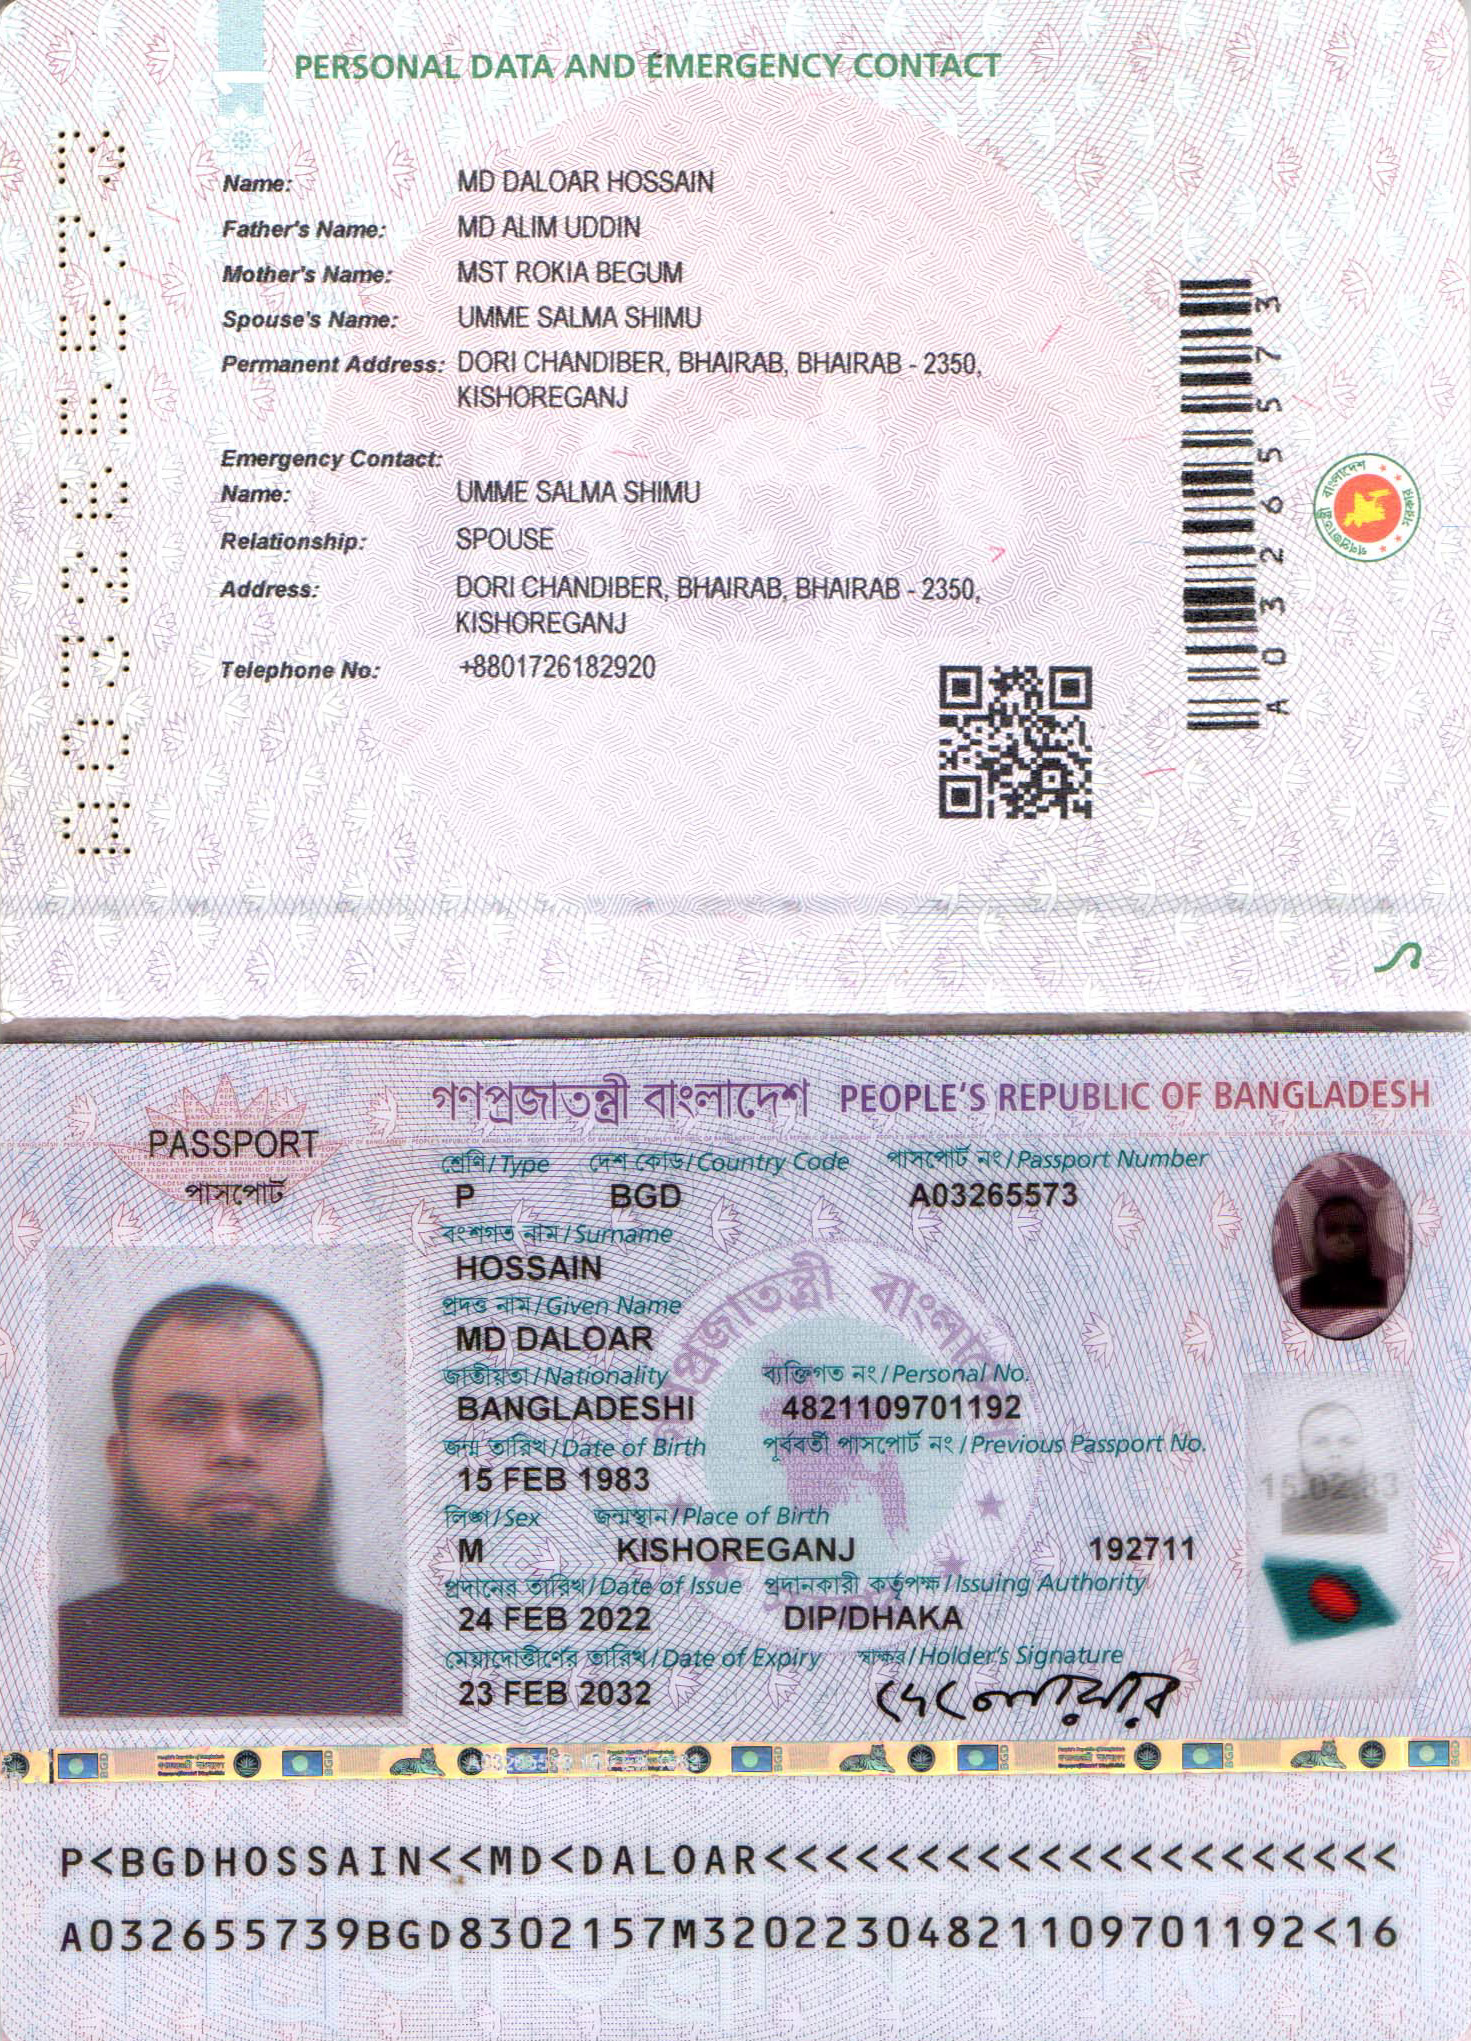 1
PERSONAL DATA AND EMERGENCY CONTACT
Name: MD DALOAR HOSSAIN
Father's Name: MD ALIM UDDIN
Mother's Name: MST ROKIA BEGUM
Spouse's Name: UMME SALMA SHIMU
Permanent Address: DORI CHANDIBER, BHAIRAB, BHAIRAB - 2350,
KISHOREGANJ
Emergency Contact:
Name: UMME SALMA SHIMU
Relationship: SPOUSE
Address: DORI CHANDIBER, BHAIRAB, BHAIRAB - 2350,
KISHOREGANJ
Telephone No: +8801726182920
A03265573
A03265573
গণপ্রজাতন্ত্রী বাংলাদেশ
১
গণপ্রজাতন্ত্রী বাংলাদেশ PEOPLE'S REPUBLIC OF BANGLADESH
PASSPORT
পাসপোর্ট
শ্রেণি/Type দেশ কোড/Country Code পাসপোর্ট নং/Passport Number
P BGD A03265573
বংশগত নাম/Surname
HOSSAIN
প্রদত্ত নাম/Given Name
MD DALOAR
জাতীয়তা/Nationality ব্যক্তিগত নং/Personal No.
BANGLADESHI 4821109701192
জন্ম তারিখ/Date of Birth পূর্ববর্তী পাসপোর্ট নং/Previous Passport No.
15 FEB 1983
15.02.83
লিঙ্গ/Sex জন্মস্থান/Place of Birth
M KISHOREGANJ 192711
প্রদানের তারিখ/Date of Issue প্রদানকারী কর্তৃপক্ষ/Issuing Authority
24 FEB 2022 DIP/DHAKA
মেয়াদোত্তীর্ণের তারিখ/Date of Expiry স্বাক্ষর/Holder's Signature
23 FEB 2032 দেলোয়ার
P<BGDHOSSAIN<<MD<DALOAR<<<<<<<<<<<<<<<<<<<<<
A032655739BGD8302157M32022304821109701192<16